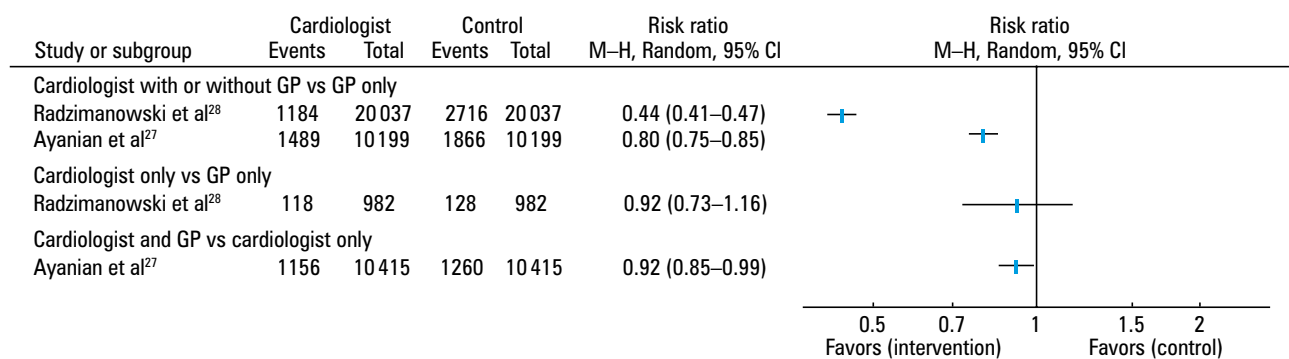 Cardiologist Control Risk ratio Risk ratio
Study or subgroup Events Total Events Total M–H, Random, 95% CI M–H, Random, 95% CI
Cardiologist with or without GP vs GP only
Radzimanowski et al28 1184 20 037 2716 20 037 0.44 (0.41–0.47)
Ayanian et al27 1489 10 199 1866 10 199 0.80 (0.75–0.85)
Cardiologist only vs GP only
Radzimanowski et al28 118 982 128 982 0.92 (0.73–1.16)
Cardiologist and GP vs cardiologist only
Ayanian et al27 1156 10 415 1260 10 415 0.92 (0.85–0.99)
0.5 0.7 1 1.5 2
Favors (intervention) Favors (control)